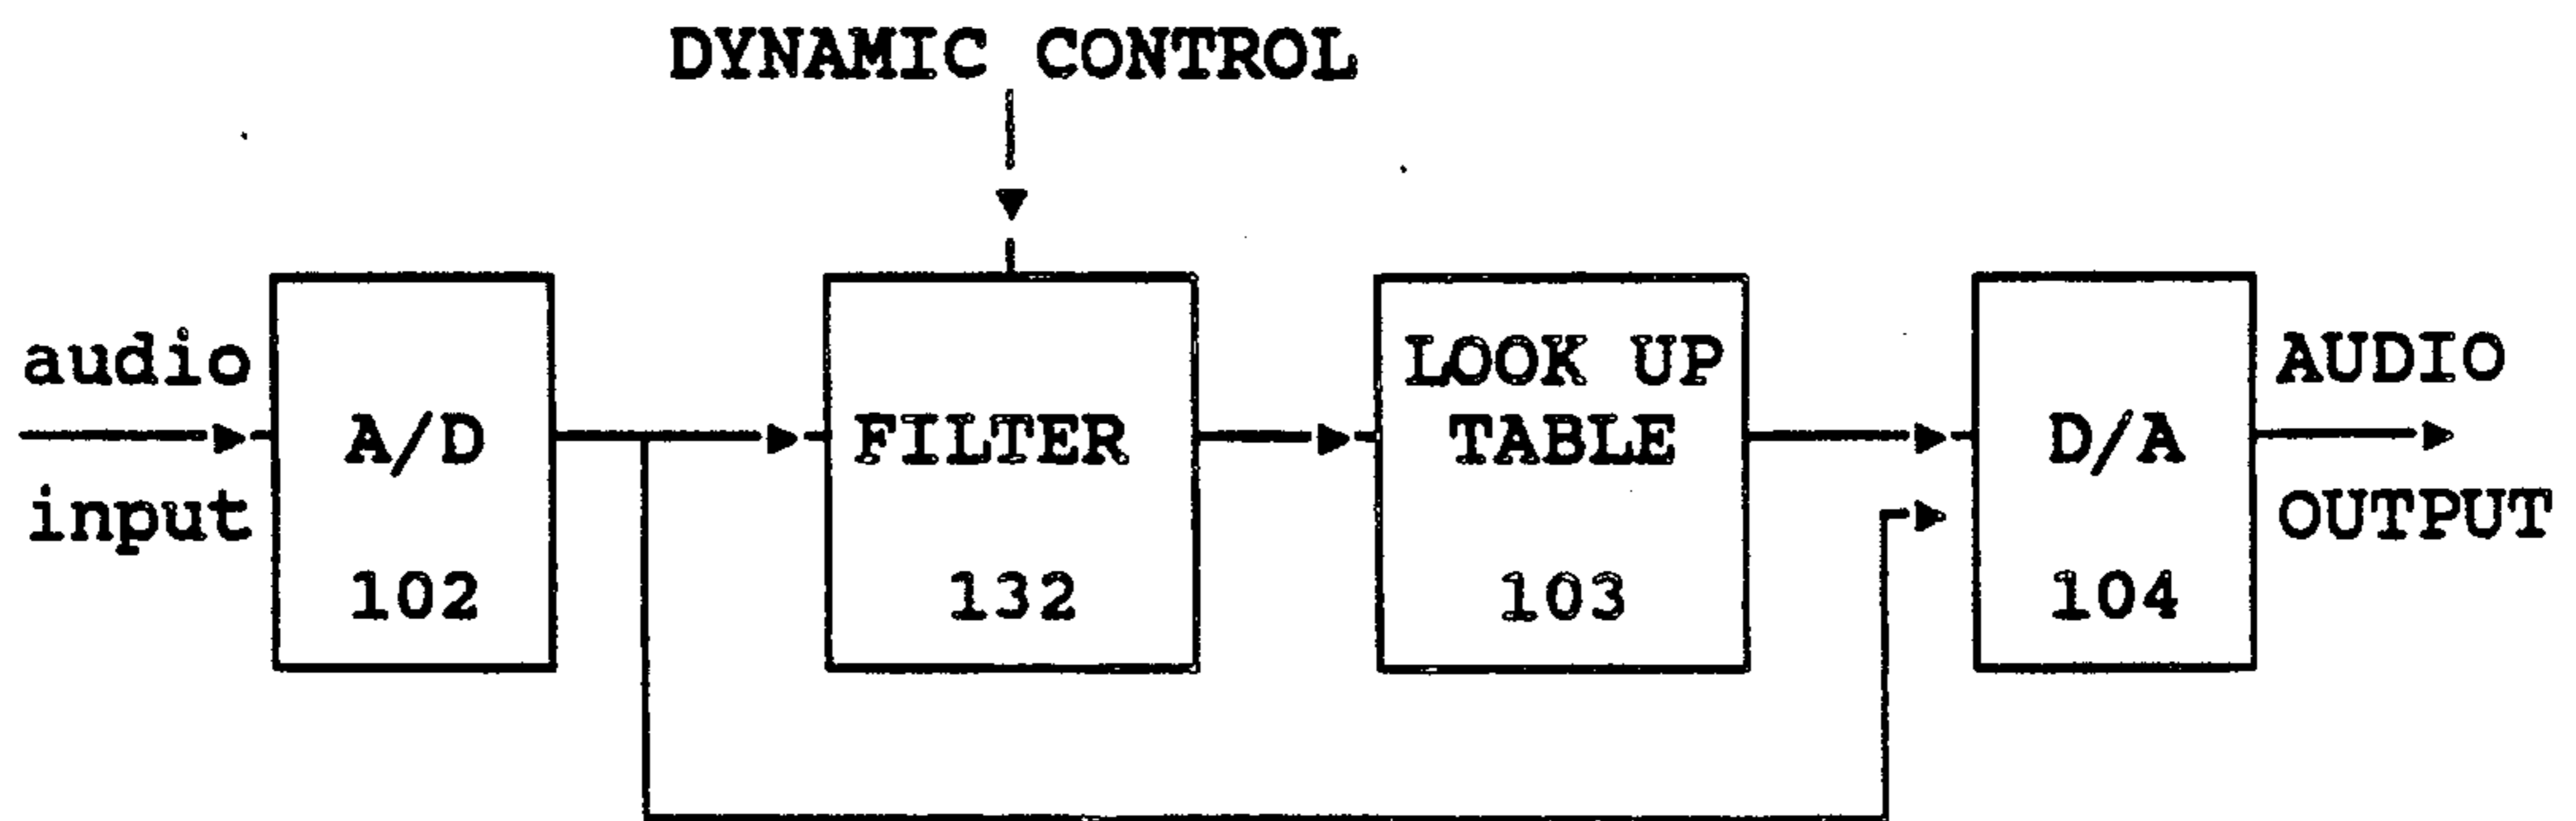 DYNAMIC CONTROL
audio
input
A/D
102
FILTER
132
LOOK UP
TABLE
103
D/A
104
AUDIO
OUTPUT